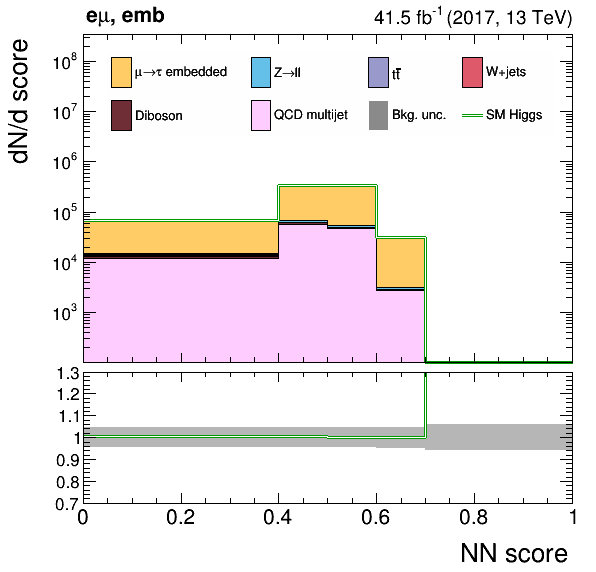 eμ, emb
41.5 fb⁻¹ (2017, 13 TeV)
dN/d score
μ→τ embedded
Z→ll
tt̄
W+jets
Diboson
QCD multijet
Bkg. unc.
SM Higgs
10⁸
10⁷
10⁶
10⁵
10⁴
10³
1.3
1.2
1.1
1
0.9
0.8
0.7
0 0.2 0.4 0.6 0.8 1
NN score